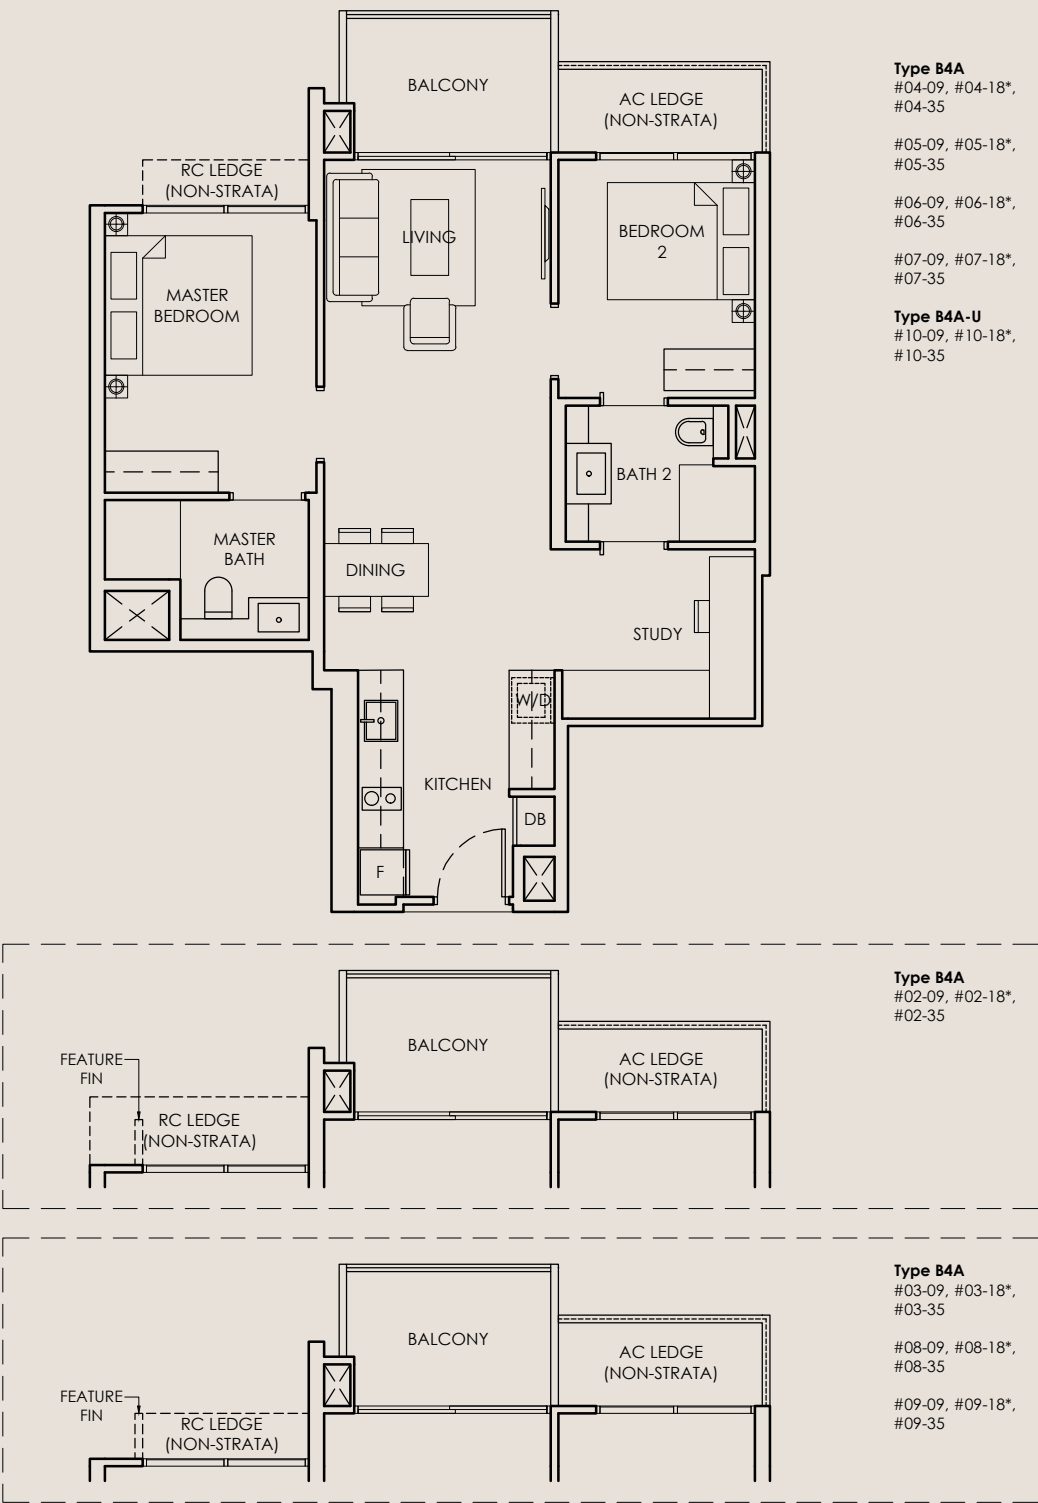 BALCONY
AC LEDGE
(NON-STRATA)
RC LEDGE
(NON-STRATA)
LIVING
BEDROOM
2
MASTER
BEDROOM
BATH 2
MASTER
BATH
DINING
STUDY
W/D
KITCHEN
DB
F
Type B4A
#04-09, #04-18*,
#04-35
#05-09, #05-18*,
#05-35
#06-09, #06-18*,
#06-35
#07-09, #07-18*,
#07-35
Type B4A-U
#10-09, #10-18*,
#10-35
BALCONY
AC LEDGE
(NON-STRATA)
FEATURE
FIN
RC LEDGE
(NON-STRATA)
Type B4A
#02-09, #02-18*,
#02-35
BALCONY
AC LEDGE
(NON-STRATA)
FEATURE
FIN
RC LEDGE
(NON-STRATA)
Type B4A
#03-09, #03-18*,
#03-35
#08-09, #08-18*,
#08-35
#09-09, #09-18*,
#09-35